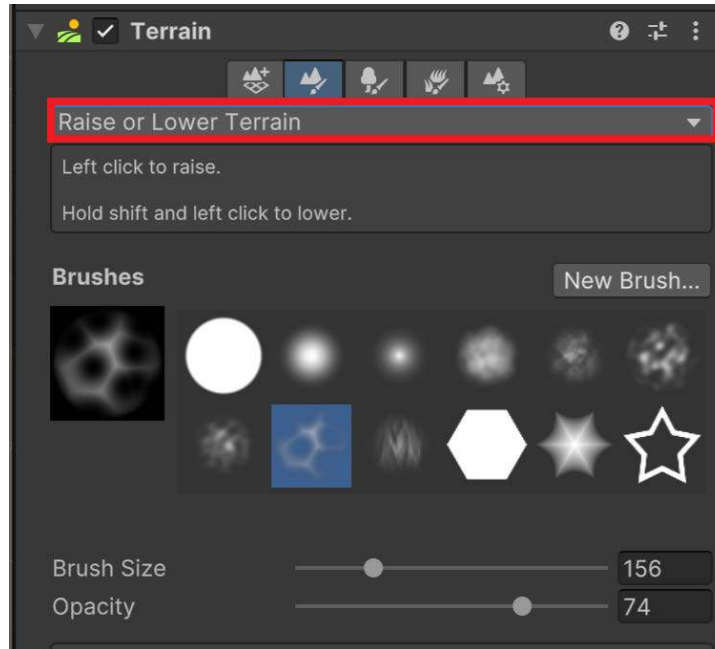 Terrain
Raise or Lower Terrain
Left click to raise.
Hold shift and left click to lower.
Brushes
New Brush...
Brush Size 156
Opacity 74